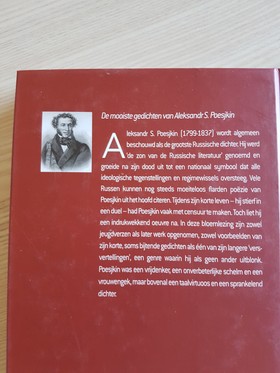 De mooiste gedichten van Aleksandr S. Poesjkin
Aleksandr S. Poesjkin (1799-1837) wordt algemeen
beschouwd als de grootste Russische dichter. Hij werd
'de zon van de Russische literatuur' genoemd en
groeide na zijn dood uit tot een nationaal symbool dat alle
ideologische tegenstellingen en regimewissels oversteeg. Vele
Russen kunnen nog steeds moeiteloos flarden poëzie van
Poesjkin uit het hoofd citeren. Tijdens zijn korte leven – hij stierf in
een duel – had Poesjkin vaak met censuur te maken. Toch liet hij
een indrukwekkend oeuvre na. In deze bloemlezing zijn zowel
jeugdverzen als later werk opgenomen, zowel voorbeelden van
zijn korte, soms bijtende gedichten als één van zijn langere 'vers-
vertellingen', een genre waarin hij als geen ander uitblonk.
Poesjkin was een vrijdenker, een onverbeterlijke schelm en een
vrouwengek, maar bovenal een taalvirtuoos en een sprankelend
dichter.